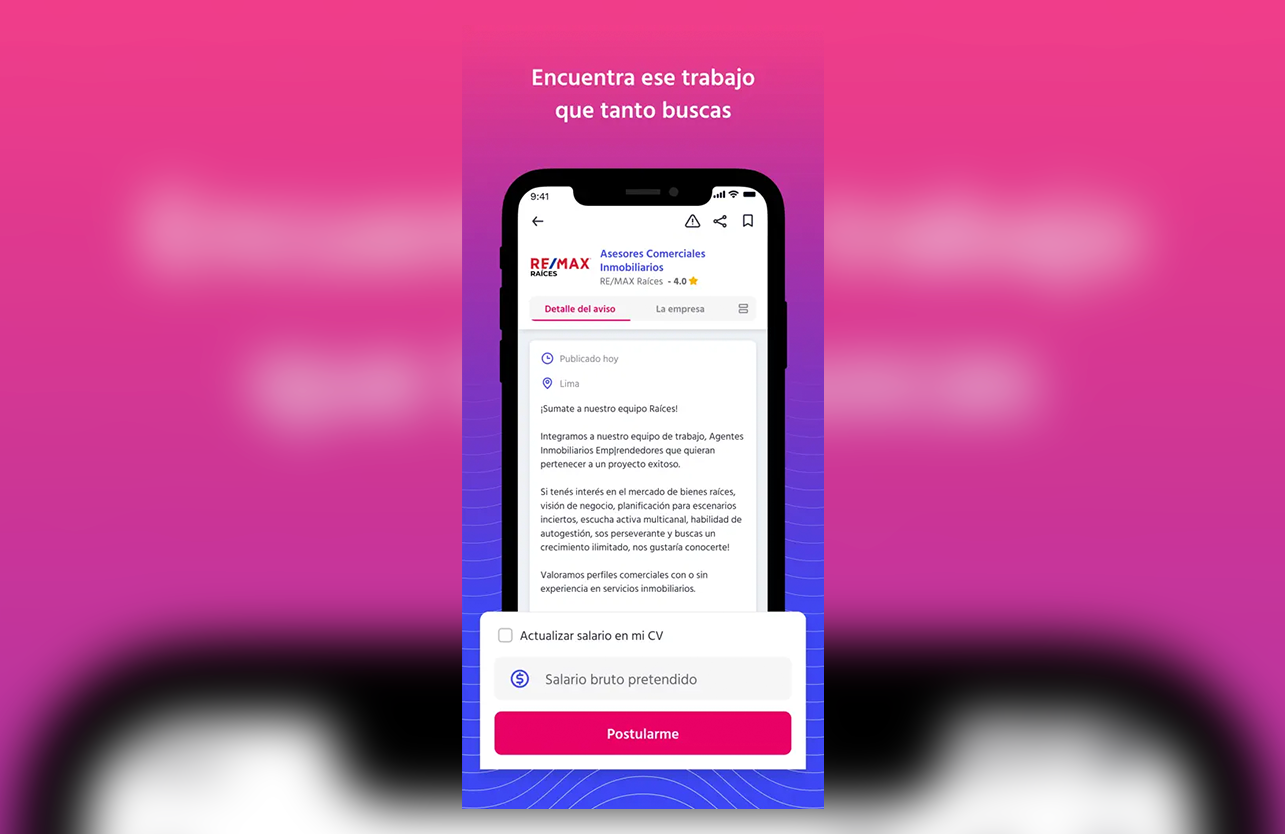 Encuentra ese trabajo
que tanto buscas
9:41
RE/MAX
RAÍCES
Asesores Comerciales
Inmobiliarios
RE/MAX Raíces - 4.0
Detalle del aviso
La empresa
Publicado hoy
Lima
¡Sumate a nuestro equipo Raíces!
Integramos a nuestro equipo de trabajo, Agentes
Inmobiliarios Emp|rendedores que quieran
pertenecer a un proyecto exitoso.
Si tenés interés en el mercado de bienes raíces,
visión de negocio, planificación para escenarios
inciertos, escucha activa multicanal, habilidad de
autogestión, sos perseverante y buscas un
crecimiento ilimitado, nos gustaría conocerte!
Valoramos perfiles comerciales con o sin
experiencia en servicios inmobiliarios.
Actualizar salario en mi CV
Salario bruto pretendido
Postularme